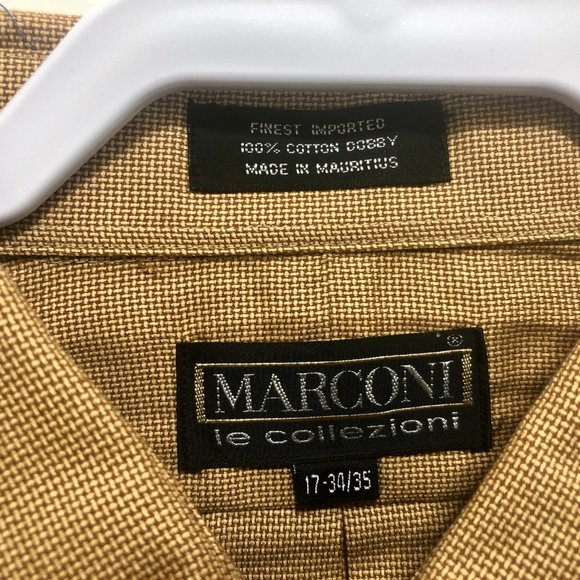 FINEST IMPORTED
100% COTTON DOBBY
MADE IN MAURITIUS
®
MARCONI
le collezioni
17-34/35